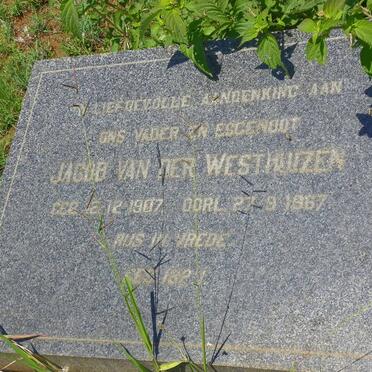 LIEFDEVOLLE AANDENKING AAN
ONS VADER EN EGGENOOT
JACOB VAN DER WESTHUIZEN
GEB. 12-1907 OORL. 27-9-1967
RUS IN VREDE